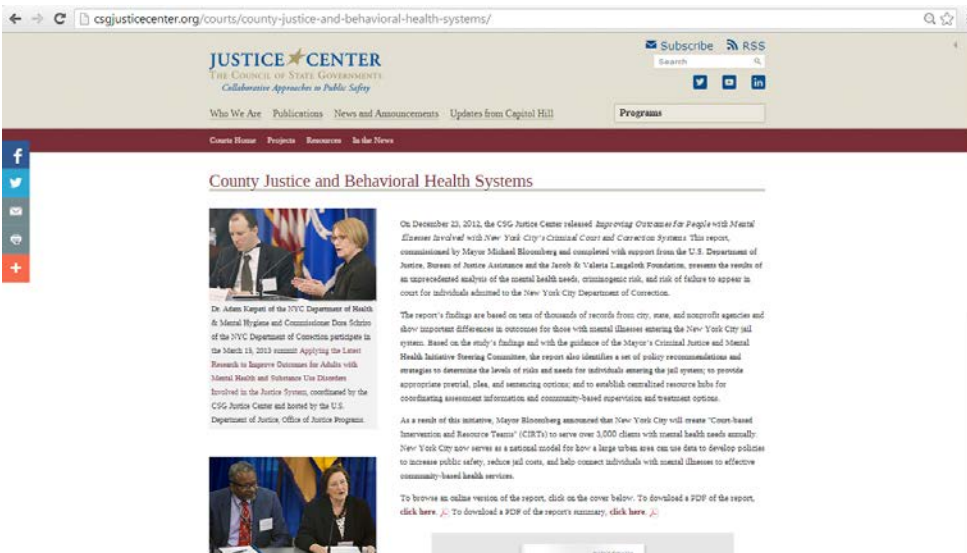 csgjusticecenter.org/courts/county-justice-and-behavioral-health-systems/
JUSTICE CENTER
THE COUNCIL OF STATE GOVERNMENTS
Collaborative Approaches to Public Safety
Subscribe RSS
Search
Who We Are Publications News and Announcements Updates from Capitol Hill
Programs
Courts Home Projects Resources In the News
County Justice and Behavioral Health Systems
Dr. Adam Karpati of the NYC Department of Health
& Mental Hygiene and Commissioner Dora Schriro
of the NYC Department of Correction participate in
the March 13, 2013 summit Applying the Latest
Research to Improve Outcomes for Adults with
Mental Health and Substance Use Disorders
Involved in the Justice System, coordinated by the
CSG Justice Center and hosted by the U.S.
Department of Justice, Office of Justice Programs.
On December 23, 2012, the CSG Justice Center released Improving Outcomes for People with Mental
Illnesses Involved with New York City's Criminal Court and Correction Systems. This report,
commissioned by Mayor Michael Bloomberg and completed with support from the U.S. Department of
Justice, Bureau of Justice Assistance and the Jacob & Valeria Langeloth Foundation, presents the results of
an unprecedented analysis of the mental health needs, criminogenic risk, and risk of failure to appear in
court for individuals admitted to the New York City Department of Correction.
The report's findings are based on tens of thousands of records from city, state, and nonprofit agencies and
show important differences in outcomes for those with mental illnesses entering the New York City jail
system. Based on the study's findings and with the guidance of the Mayor's Criminal Justice and Mental
Health Initiative Steering Committee, the report also identifies a set of policy recommendations and
strategies to determine the levels of risks and needs for individuals entering the jail system; to provide
appropriate pretrial, plea, and sentencing options; and to establish centralized resource hubs for
coordinating assessment information and community-based supervision and treatment options.
As a result of this initiative, Mayor Bloomberg announced that New York City will create "Court-based
Intervention and Resource Teams" (CIRTs) to serve over 3,000 clients with mental health needs annually.
New York City now serves as a national model for how a large urban area can use data to develop policies
to increase public safety, reduce jail costs, and help connect individuals with mental illnesses to effective
community-based health services.
To browse an online version of the report, click on the cover below. To download a PDF of the report,
click here. To download a PDF of the report's summary, click here.